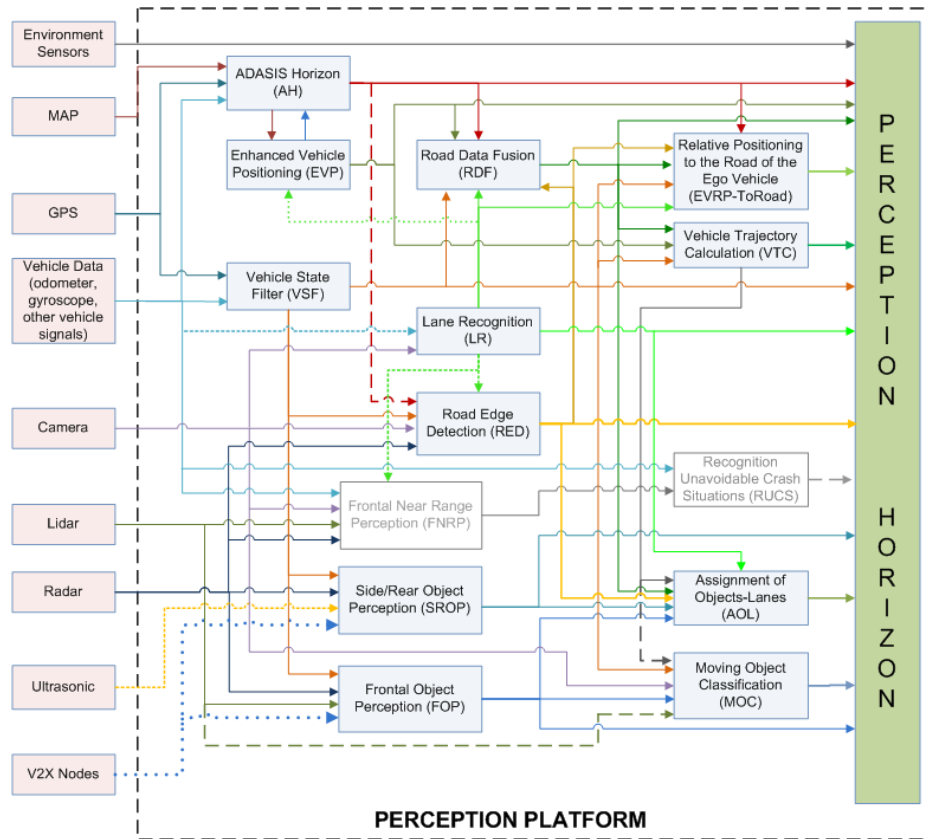 Environment
Sensors
MAP
GPS
Vehicle Data
(odometer,
gyroscope,
other vehicle
signals)
Camera
Lidar
Radar
Ultrasonic
V2X Nodes
ADASIS Horizon
(AH)
Enhanced Vehicle
Positioning (EVP)
Vehicle State
Filter (VSF)
Road Data Fusion
(RDF)
Lane Recognition
(LR)
Road Edge
Detection (RED)
Frontal Near Range
Perception (FNRP)
Side/Rear Object
Perception (SROP)
Frontal Object
Perception (FOP)
Relative Positioning
to the Road of the
Ego Vehicle
(EVRP-ToRoad)
Vehicle Trajectory
Calculation (VTC)
Recognition
Unavoidable Crash
Situations (RUCS)
Assignment of
Objects-Lanes
(AOL)
Moving Object
Classification
(MOC)
PERCEPTION
HORIZON
PERCEPTION PLATFORM